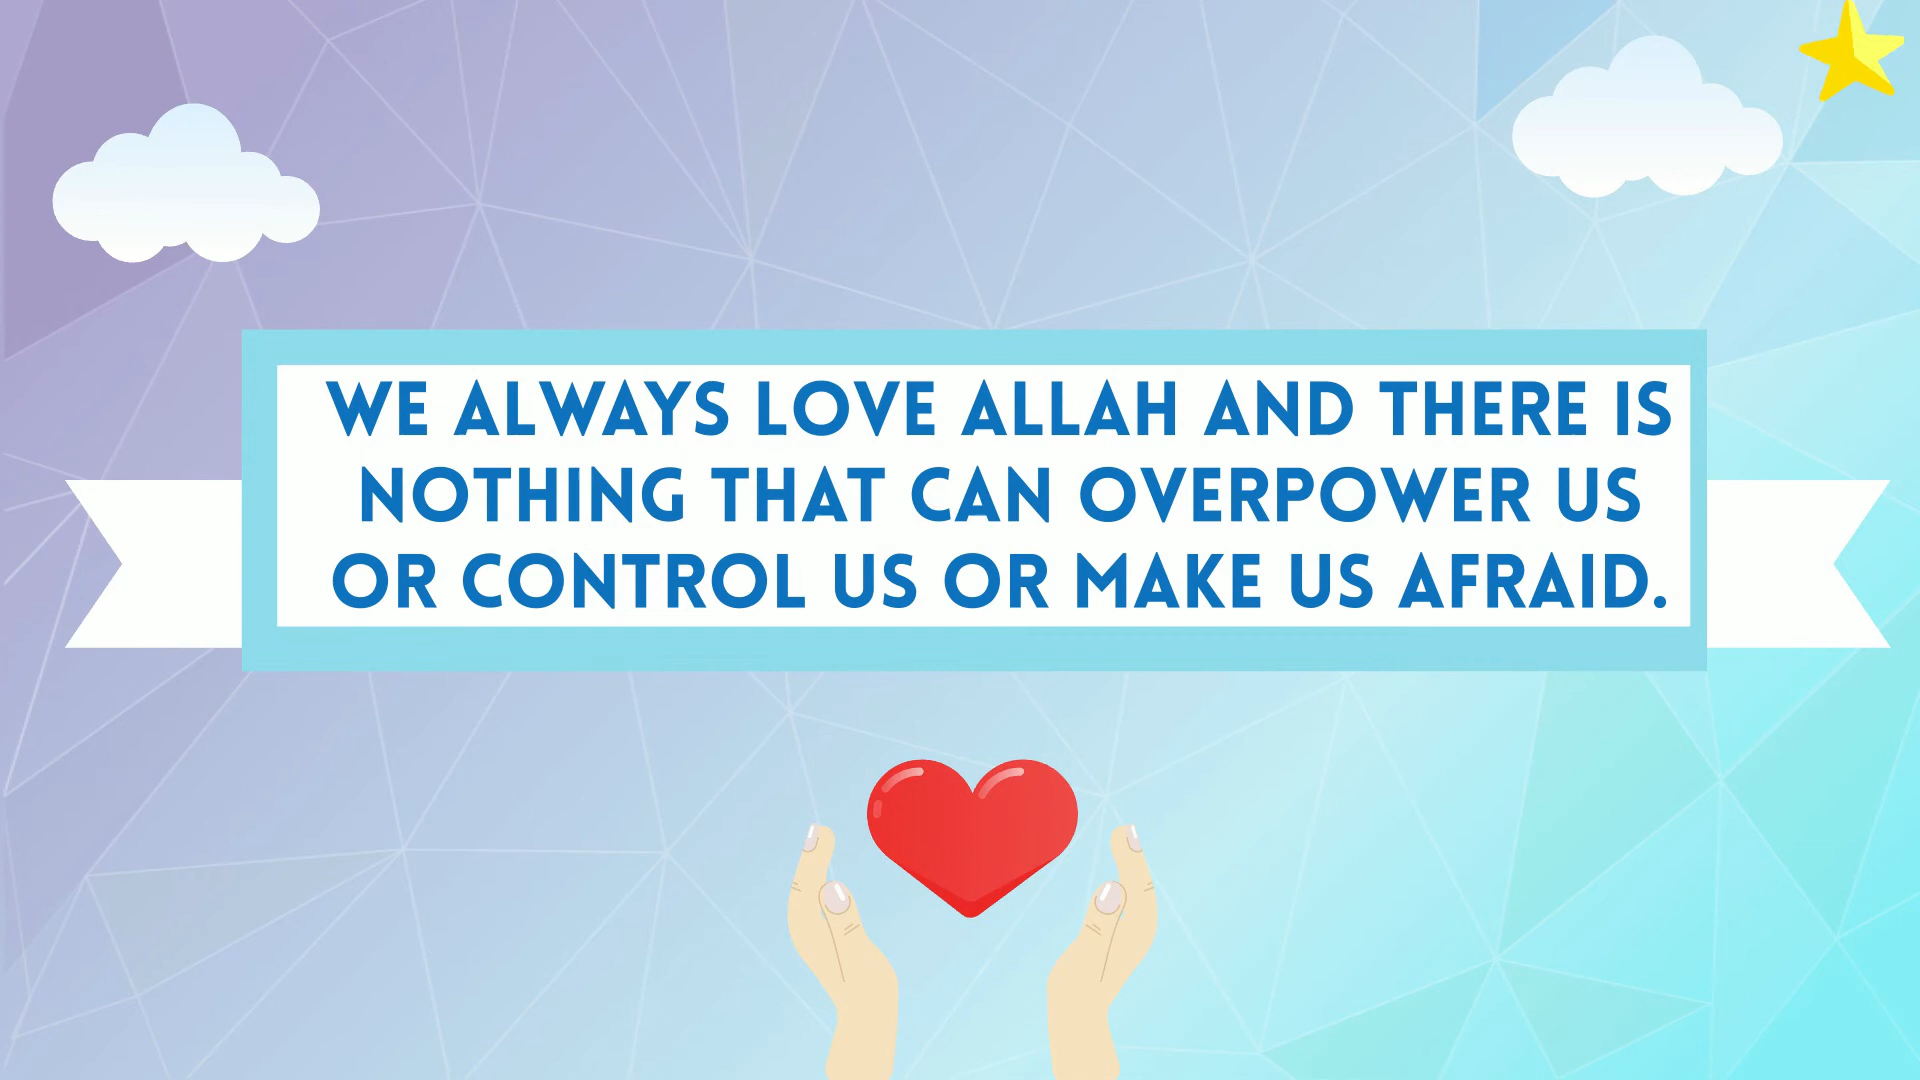 WE ALWAYS LOVE ALLAH AND THERE IS
NOTHING THAT CAN OVERPOWER US
OR CONTROL US OR MAKE US AFRAID.